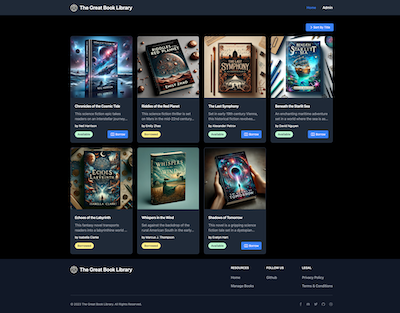 The Great Book Library
Home
Admin
Sort By Title
Chronicles of the Cosmic Tide
This science fiction epic takes
readers on an interstellar journey...
by Neil Harrison
Available
Borrow
Riddles of the Red Planet
This science fiction thriller is set
on Mars in the mid-22nd century...
by Emily Zhao
Borrowed
The Last Symphony
Set in early 19th century Vienna,
this historical fiction revolves...
by Alexander Petrov
Available
Borrow
Beneath the Starlit Sea
An enchanting maritime adventure
set in a world where the sea is...
by David Nguyen
Available
Borrow
Echoes of the Labyrinth
This fantasy novel transports
readers into a labyrinthine world...
by Isabella Clarke
Borrowed
Whispers in the Wind
Set against the backdrop of the
rural American South in the early...
by Marcus J. Thompson
Borrowed
Shadows of Tomorrow
This novel is a gripping science
fiction tale set in a dystopian...
by Evelyn Hart
Available
Borrow
The Great Book Library
RESOURCES
Home
Manage Books
FOLLOW US
Github
LEGAL
Privacy Policy
Terms & Conditions
© 2023 The Great Book Library. All Rights Reserved.